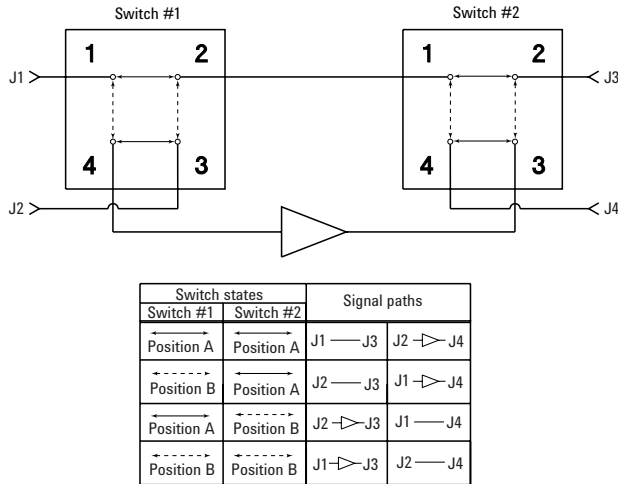 Switch #1
Switch #2
1 2
1 2
J1
J3
4 3
4 3
J2
J4
Switch states
Signal paths
Switch #1 Switch #2
Position A Position A J1 J3 J2 J4
Position B Position A J2 J3 J1 J4
Position A Position B J2 J3 J1 J4
Position B Position B J1 J3 J2 J4